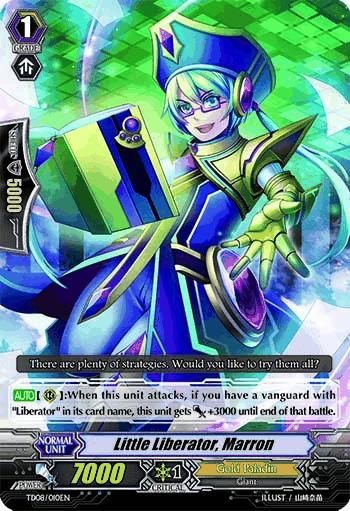 1
GRADE
SHIELD
5000
There are plenty of strategies. Would you like to try them all?
AUTO【 】:When this unit attacks, if you have a vanguard with
"Liberator" in its card name, this unit gets +3000 until end of that battle.
NORMAL
UNIT
Little Liberator, Marron
POWER
7000
1
CRITICAL
Gold Paladin
Giant
TD08/010EN
ILLUST / 山崎奈苗